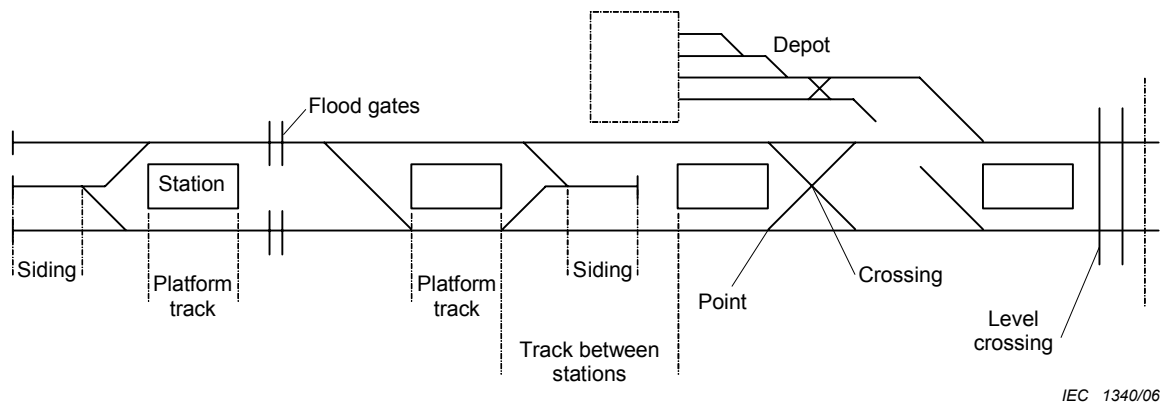 Depot
Flood gates
Station
Siding
Platform
track
Platform
track
Siding
Point
Crossing
Level
crossing
Track between
stations
IEC 1340/06